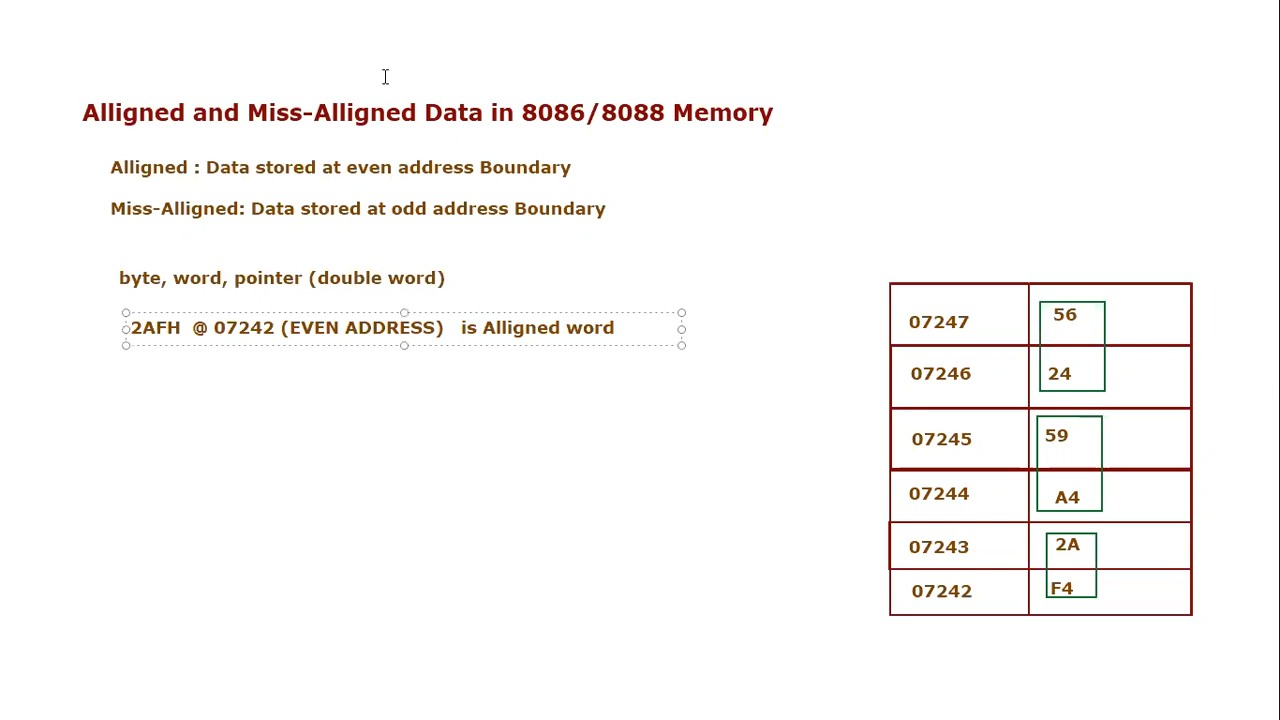 Alligned and Miss-Alligned Data in 8086/8088 Memory
Alligned : Data stored at even address Boundary
Miss-Alligned: Data stored at odd address Boundary
byte, word, pointer (double word)
2AFH @ 07242 (EVEN ADDRESS) is Alligned word
07247 56
07246 24
07245 59
07244 A4
07243 2A
07242 F4